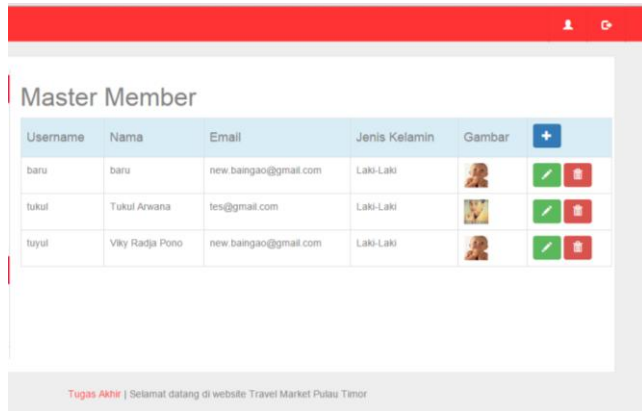 Master Member
Username Nama Email Jenis Kelamin Gambar
baru baru new.baingao@gmail.com Laki-Laki
tukul Tukul Arwana tes@gmail.com Laki-Laki
tuyul Viky Radja Pono new.baingao@gmail.com Laki-Laki
Tugas Akhir | Selamat datang di website Travel Market Pulau Timor